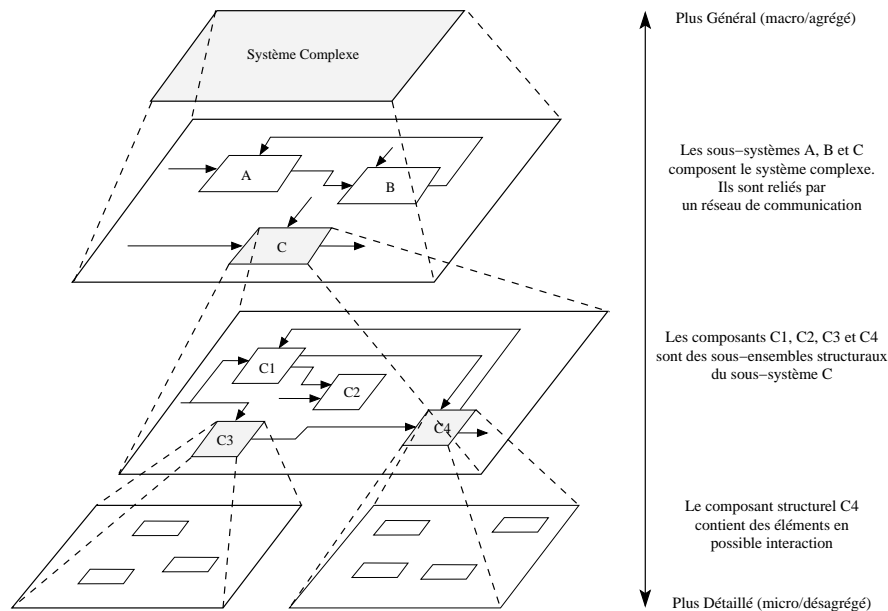 Plus Général (macro/agrégé)
Système Complexe
Les sous−systèmes A, B et C
composent le système complexe.
Ils sont reliés par
un réseau de communication
A
B
C
Les composants C1, C2, C3 et C4
sont des sous−ensembles structuraux
du sous−système C
C1
C2
C3
C4
Le composant structurel C4
contient des éléments en
possible interaction
Plus Détaillé (micro/désagrégé)